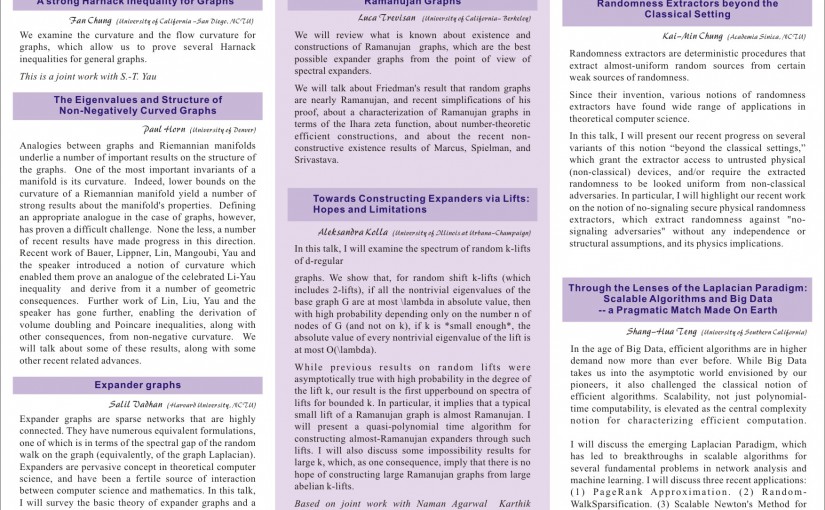 A strong Harnack Inequality for Graphs
Fan Chung (University of California -San Diego, NCTU)
We examine the curvature and the flow curvature for
graphs, which allow us to prove several Harnack
inequalities for general graphs.
This is a joint work with S.-T. Yau
The Eigenvalues and Structure of
Non-Negatively Curved Graphs
Paul Horn (University of Denver)
Analogies between graphs and Riemannian manifolds
underlie a number of important results on the structure of
the graphs. One of the most important invariants of a
manifold is its curvature. Indeed, lower bounds on the
curvature of a Riemannian manifold yield a number of
strong results about the manifold's properties. Defining
an appropriate analogue in the case of graphs, however,
has proven a difficult challenge. None the less, a number
of recent results have made progress in this direction.
Recent work of Bauer, Lippner, Lin, Mangoubi, Yau and
the speaker introduced a notion of curvature which
enabled them prove an analogue of the celebrated Li-Yau
inequality and derive from it a number of geometric
consequences. Further work of Lin, Liu, Yau and the
speaker has gone further, enabling the derivation of
volume doubling and Poincare inequalities, along with
other consequences, from non-negative curvature. We
will talk about some of these results, along with some
other recent related advances.
Expander graphs
Salil Vadhan (Harvard University, NCTU)
Expander graphs are sparse networks that are highly
connected. They have numerous equivalent formulations,
one of which is in terms of the spectral gap of the random
walk on the graph (equivalently, of the graph Laplacian).
Expanders are pervasive concept in theoretical computer
science, and have been a fertile source of interaction
between computer science and mathematics. In this talk,
I will survey the basic theory of expander graphs and a
Ramanujan Graphs
Luca Trevisan (University of California- Berkeley)
We will review what is known about existence and
constructions of Ramanujan graphs, which are the best
possible expander graphs from the point of view of
spectral expanders.
We will talk about Friedman's result that random graphs
are nearly Ramanujan, and recent simplifications of his
proof, about a characterization of Ramanujan graphs in
terms of the Ihara zeta function, about number-theoretic
efficient constructions, and about the recent non-
constructive existence results of Marcus, Spielman, and
Srivastava.
Towards Constructing Expanders via Lifts:
Hopes and Limitations
Aleksandra Kolla (University of Illinois at Urbana-Champaign)
In this talk, I will examine the spectrum of random k-lifts
of d-regular
graphs. We show that, for random shift k-lifts (which
includes 2-lifts), if all the nontrivial eigenvalues of the
base graph G are at most \lambda in absolute value, then
with high probability depending only on the number n of
nodes of G (and not on k), if k is *small enough*, the
absolute value of every nontrivial eigenvalue of the lift is
at most O(\lambda).
While previous results on random lifts were
asymptotically true with high probability in the degree of
the lift k, our result is the first upperbound on spectra of
lifts for bounded k. In particular, it implies that a typical
small lift of a Ramanujan graph is almost Ramanujan. I
will present a quasi-polynomial time algorithm for
constructing almost-Ramanujan expanders through such
lifts. I will also discuss some impossibility results for
large k, which, as one consequence, imply that there is no
hope of constructing large Ramanujan graphs from large
abelian k-lifts.
Based on joint work with Naman Agarwal Karthik
Randomness Extractors beyond the
Classical Setting
Kai-Min Chung (Academia Sinica, NCTU)
Randomness extractors are deterministic procedures that
extract almost-uniform random sources from certain
weak sources of randomness.
Since their invention, various notions of randomness
extractors have found wide range of applications in
theoretical computer science.
In this talk, I will present our recent progress on several
variants of this notion “beyond the classical settings,”
which grant the extractor access to untrusted physical
(non-classical) devices, and/or require the extracted
randomness to be looked uniform from non-classical
adversaries. In particular, I will highlight our recent work
on the notion of no-signaling secure physical randomness
extractors, which extract randomness against "no-
signaling adversaries" without any independence or
structural assumptions, and its physics implications.
Through the Lenses of the Laplacian Paradigm:
Scalable Algorithms and Big Data
-- a Pragmatic Match Made On Earth
Shang-Hua Teng (University of Southern California)
In the age of Big Data, efficient algorithms are in higher
demand now more than ever before. While Big Data
takes us into the asymptotic world envisioned by our
pioneers, it also challenged the classical notion of
efficient algorithms. Scalability, not just polynomial-
time computability, is elevated as the central complexity
notion for characterizing efficient computation.
I will discuss the emerging Laplacian Paradigm, which
has led to breakthroughs in scalable algorithms for
several fundamental problems in network analysis and
machine learning. I will discuss three recent applications:
(1) PageRank Approximation. (2) Random-
WalkSparsification. (3) Scalable Newton's Method for